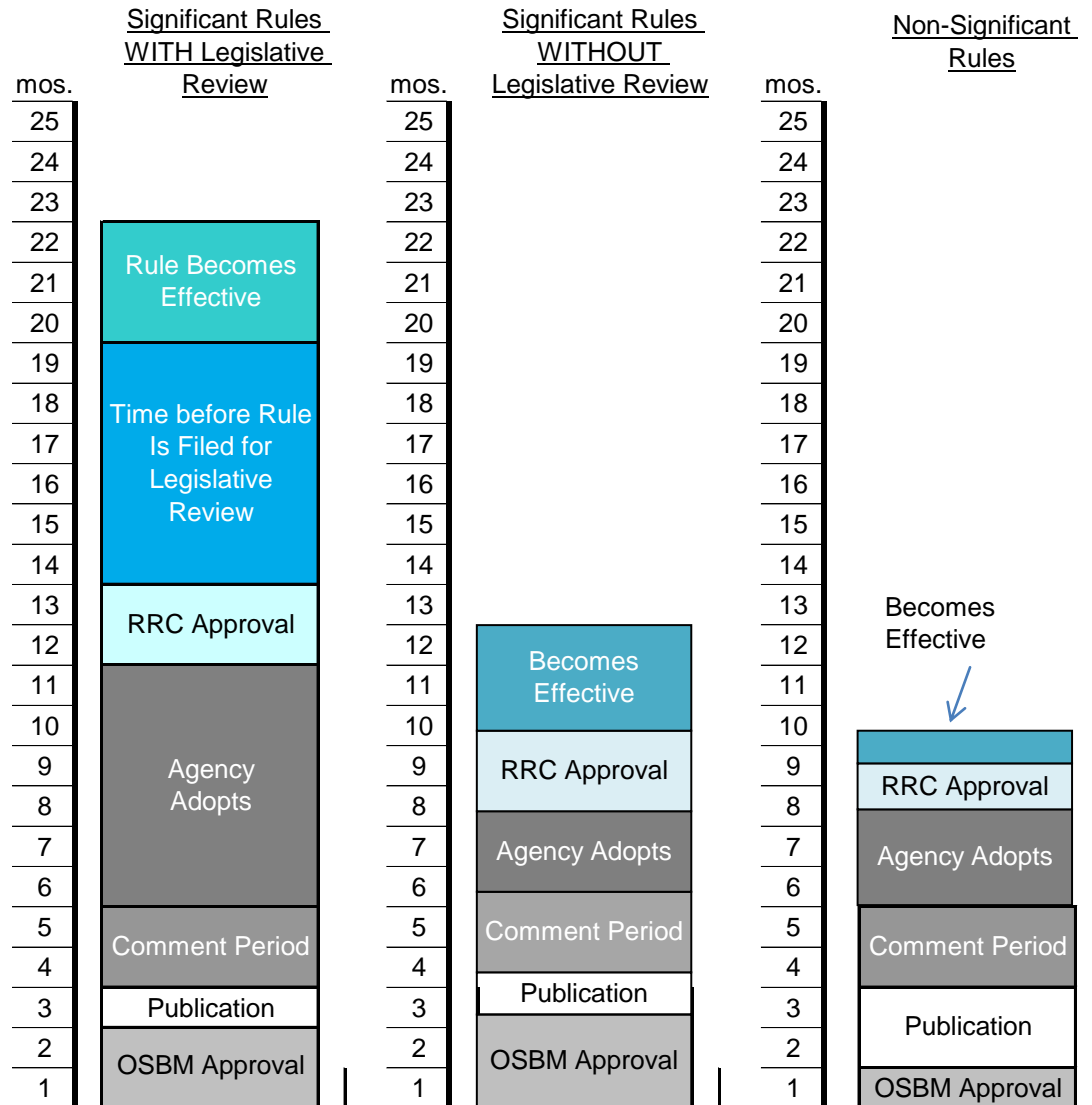 Significant Rules
WITH Legislative
Review
mos.
25
24
23
22
21
20
19
18
17
16
15
14
13
12
11
10
9
8
7
6
5
4
3
2
1
Rule Becomes
Effective
Time before Rule
Is Filed for
Legislative
Review
RRC Approval
Agency
Adopts
Comment Period
Publication
OSBM Approval
Significant Rules
WITHOUT
Legislative Review
mos.
25
24
23
22
21
20
19
18
17
16
15
14
13
12
11
10
9
8
7
6
5
4
3
2
1
Becomes
Effective
RRC Approval
Agency Adopts
Comment Period
Publication
OSBM Approval
Non-Significant
Rules
mos.
25
24
23
22
21
20
19
18
17
16
15
14
13
12
11
10
9
8
7
6
5
4
3
2
1
Becomes
Effective
RRC Approval
Agency Adopts
Comment Period
Publication
OSBM Approval